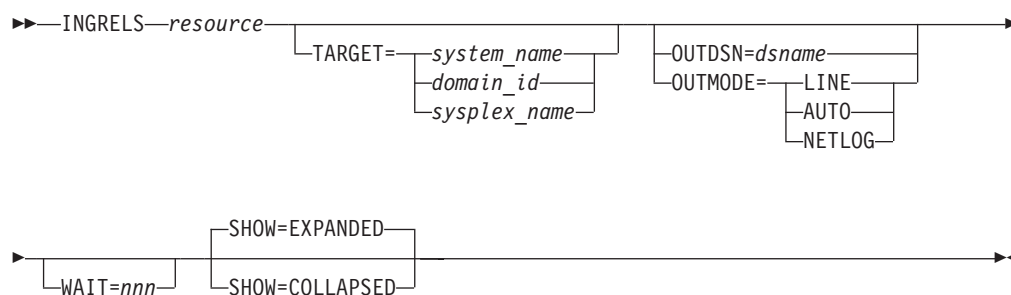 INGRELS resource
TARGET= system_name
domain_id
sysplex_name
OUTDSN=dsname
OUTMODE= LINE
AUTO
NETLOG
WAIT=nnn
SHOW=EXPANDED
SHOW=COLLAPSED